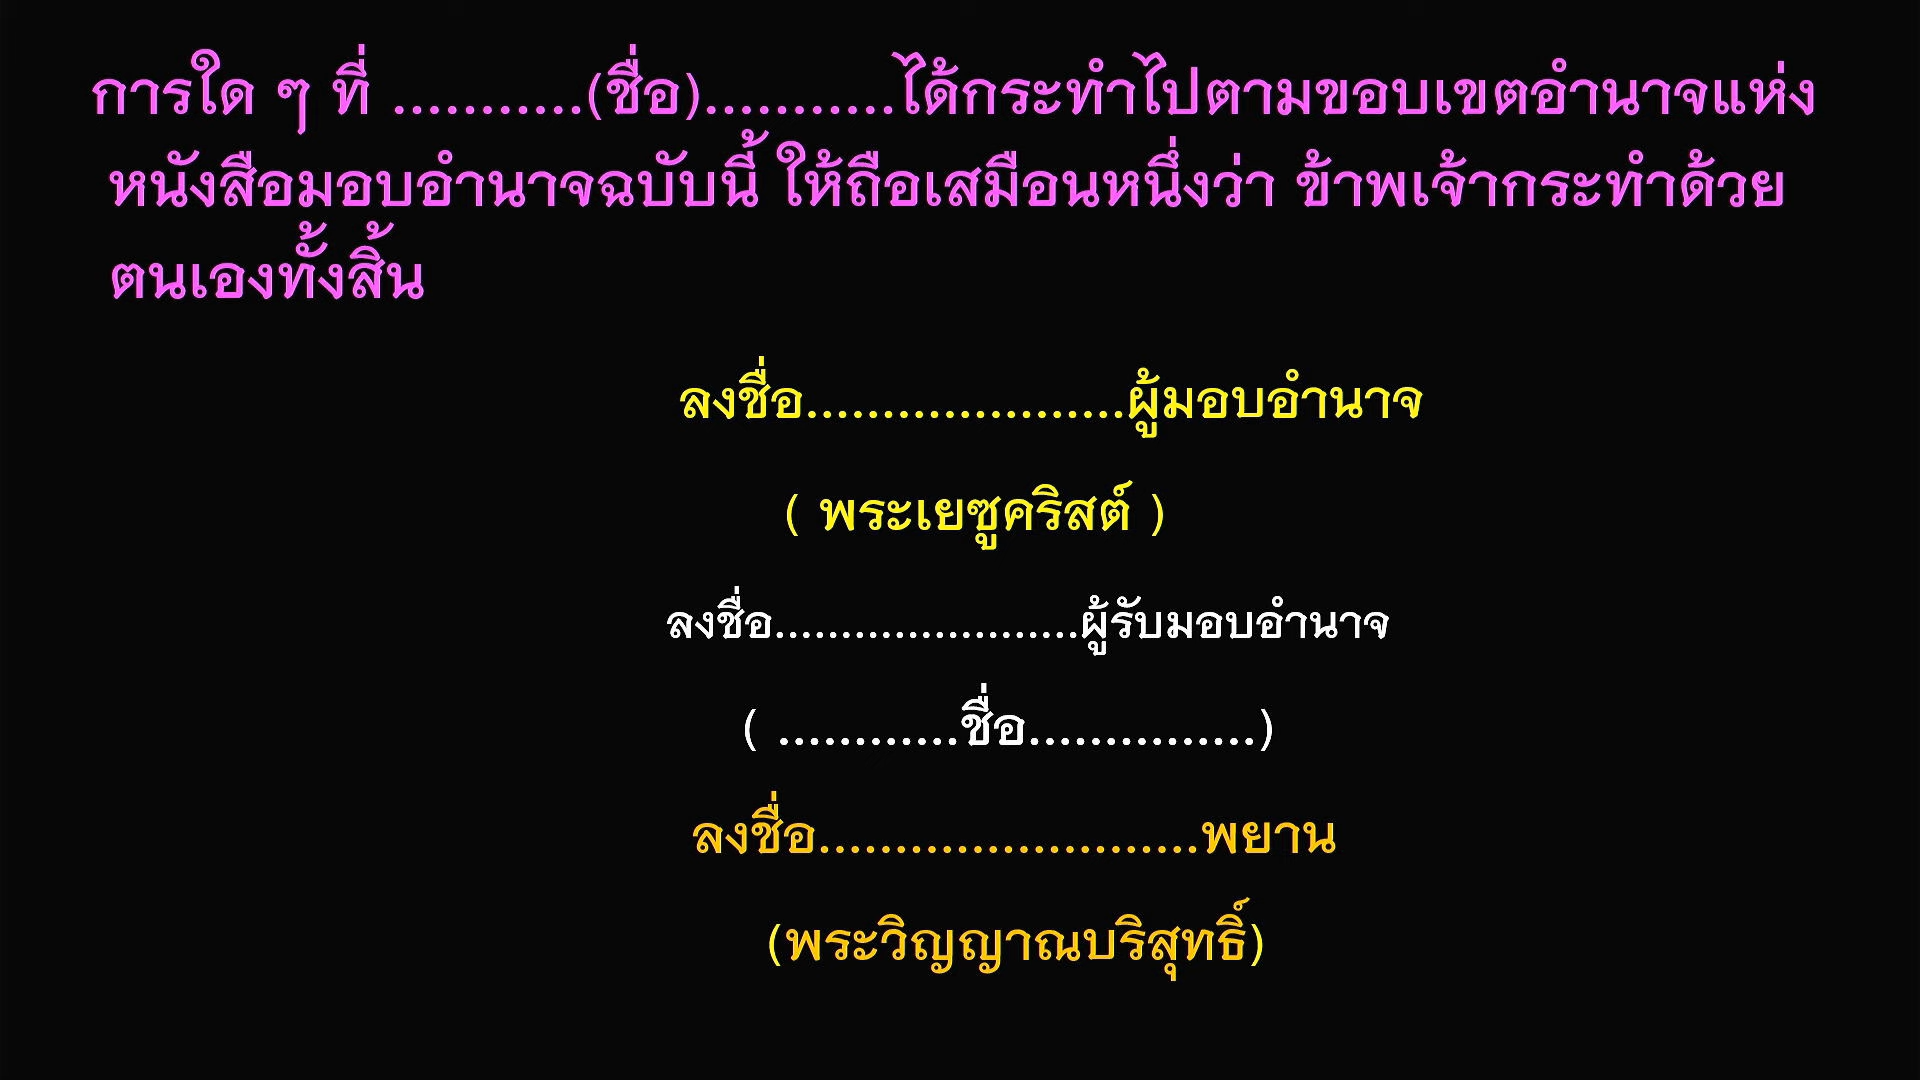 การใด ๆ ที่ ...........(ชื่อ)...........ได้กระทำไปตามขอบเขตอำนาจแห่ง
หนังสือมอบอำนาจฉบับนี้ ให้ถือเสมือนหนึ่งว่า ข้าพเจ้ากระทำด้วย
ตนเองทั้งสิ้น
ลงชื่อ.....................ผู้มอบอำนาจ
( พระเยซูคริสต์ )
ลงชื่อ.......................ผู้รับมอบอำนาจ
( ............ชื่อ...............)
ลงชื่อ.........................พยาน
(พระวิญญาณบริสุทธิ์)